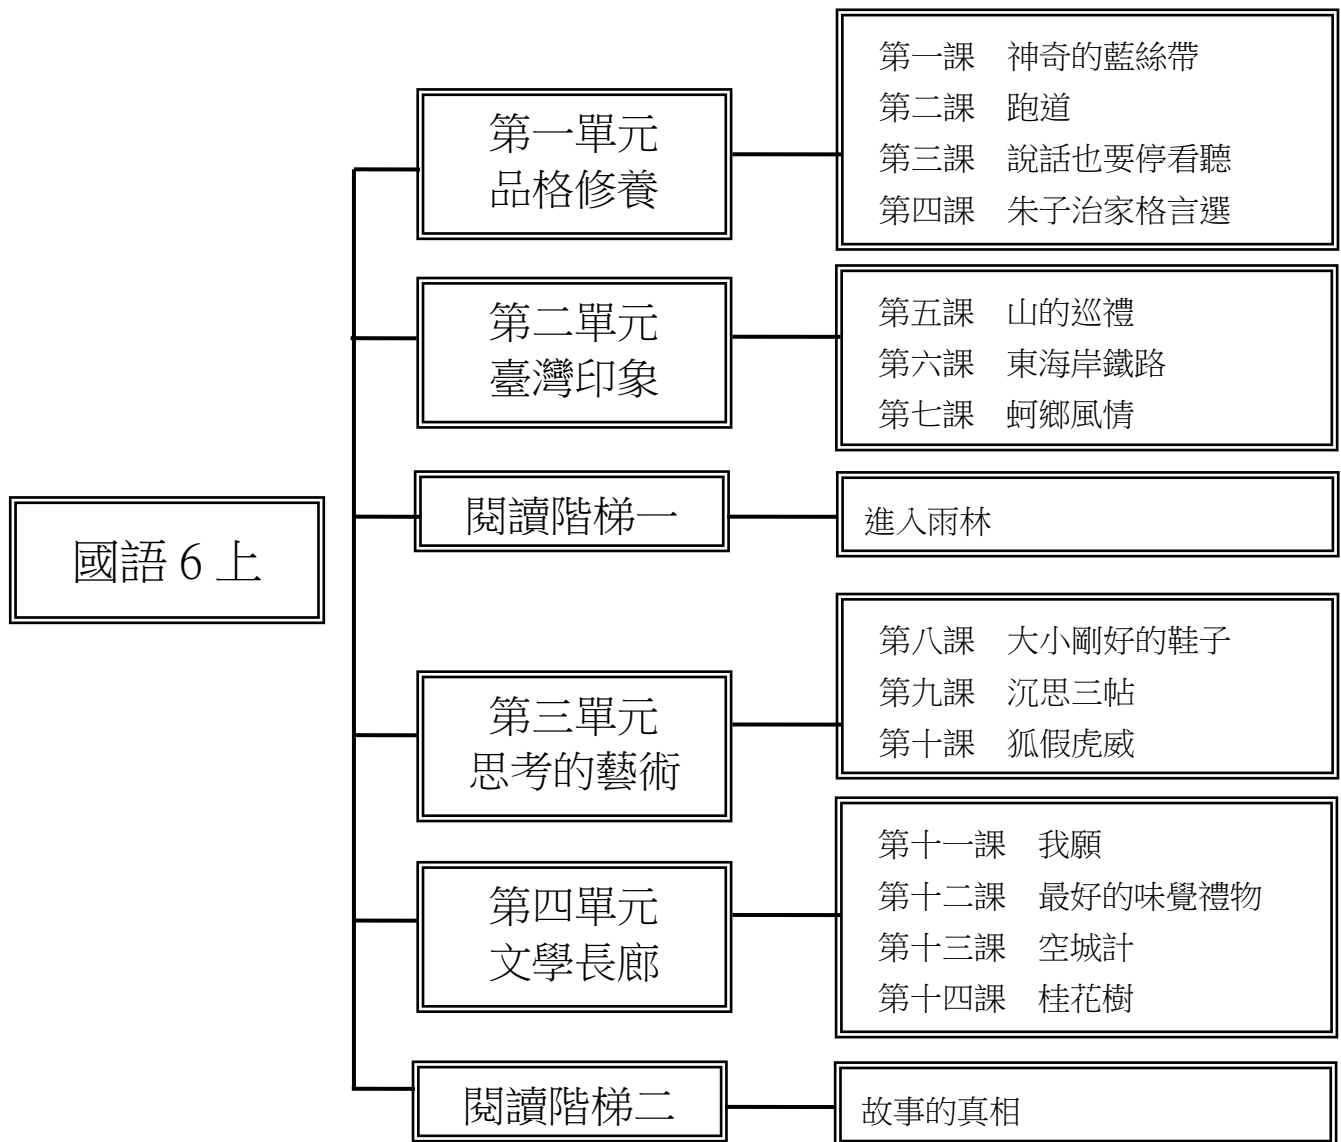 國語 6 上
第一單元
品格修養
第一課　神奇的藍絲帶
第二課　跑道
第三課　說話也要停看聽
第四課　朱子治家格言選
第二單元
臺灣印象
第五課　山的巡禮
第六課　東海岸鐵路
第七課　蚵鄉風情
閱讀階梯一
進入雨林
第三單元
思考的藝術
第八課　大小剛好的鞋子
第九課　沉思三帖
第十課　狐假虎威
第四單元
文學長廊
第十一課　我願
第十二課　最好的味覺禮物
第十三課　空城計
第十四課　桂花樹
閱讀階梯二
故事的真相